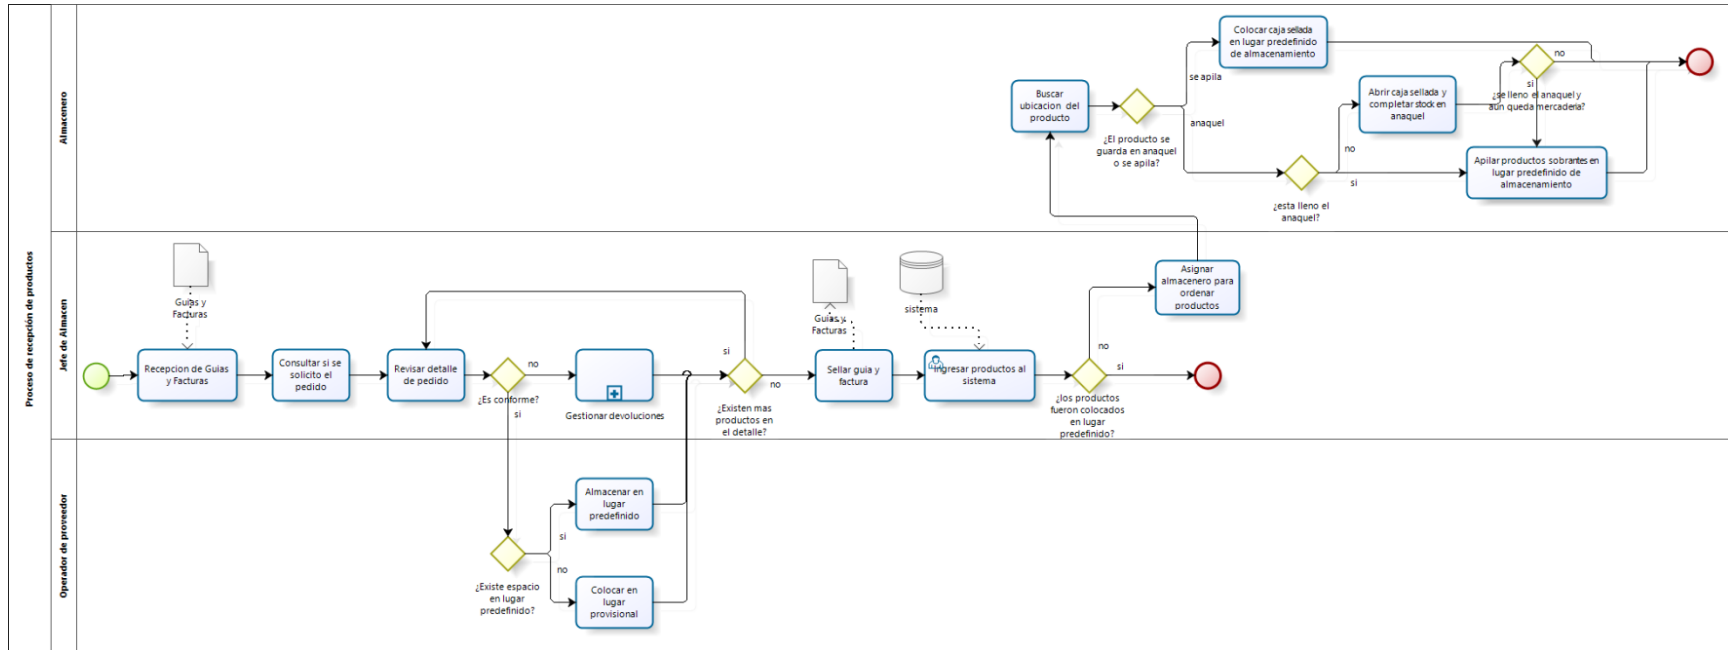 Proceso de recepción de productos
Almacenero
Colocar caja sellada
en lugar predefinido
de almacenamiento
se apila
Buscar
ubicacion del
producto
anaquel
¿El producto se
guarda en anaquel
o se apila?
Abrir caja sellada y
completar stock en
anaquel
no
si
¿se lleno el anaquel y
aun queda mercaderia?
no
si
¿esta lleno el
anaquel?
Apilar productos sobrantes en
lugar predefinido de
almacenamiento
Jefe de Almacen
Guias y
Facturas
Recepcion de Guias
y Facturas
Consultar si se
solicito el
pedido
Revisar detalle
de pedido
no
¿Es conforme?
si
Gestionar devoluciones
si
no
¿Existen mas
productos en
el detalle?
Guias y
Facturas
Sellar guia y
factura
sistema
Ingresar productos al
sistema
no
si
¿los productos
fueron colocados
en lugar
predefinido?
Asignar
almacenero para
ordenar
productos
Operador de proveedor
¿Existe espacio
en lugar
predefinido?
si
no
Almacenar en
lugar
predefinido
Colocar en
lugar
provisional